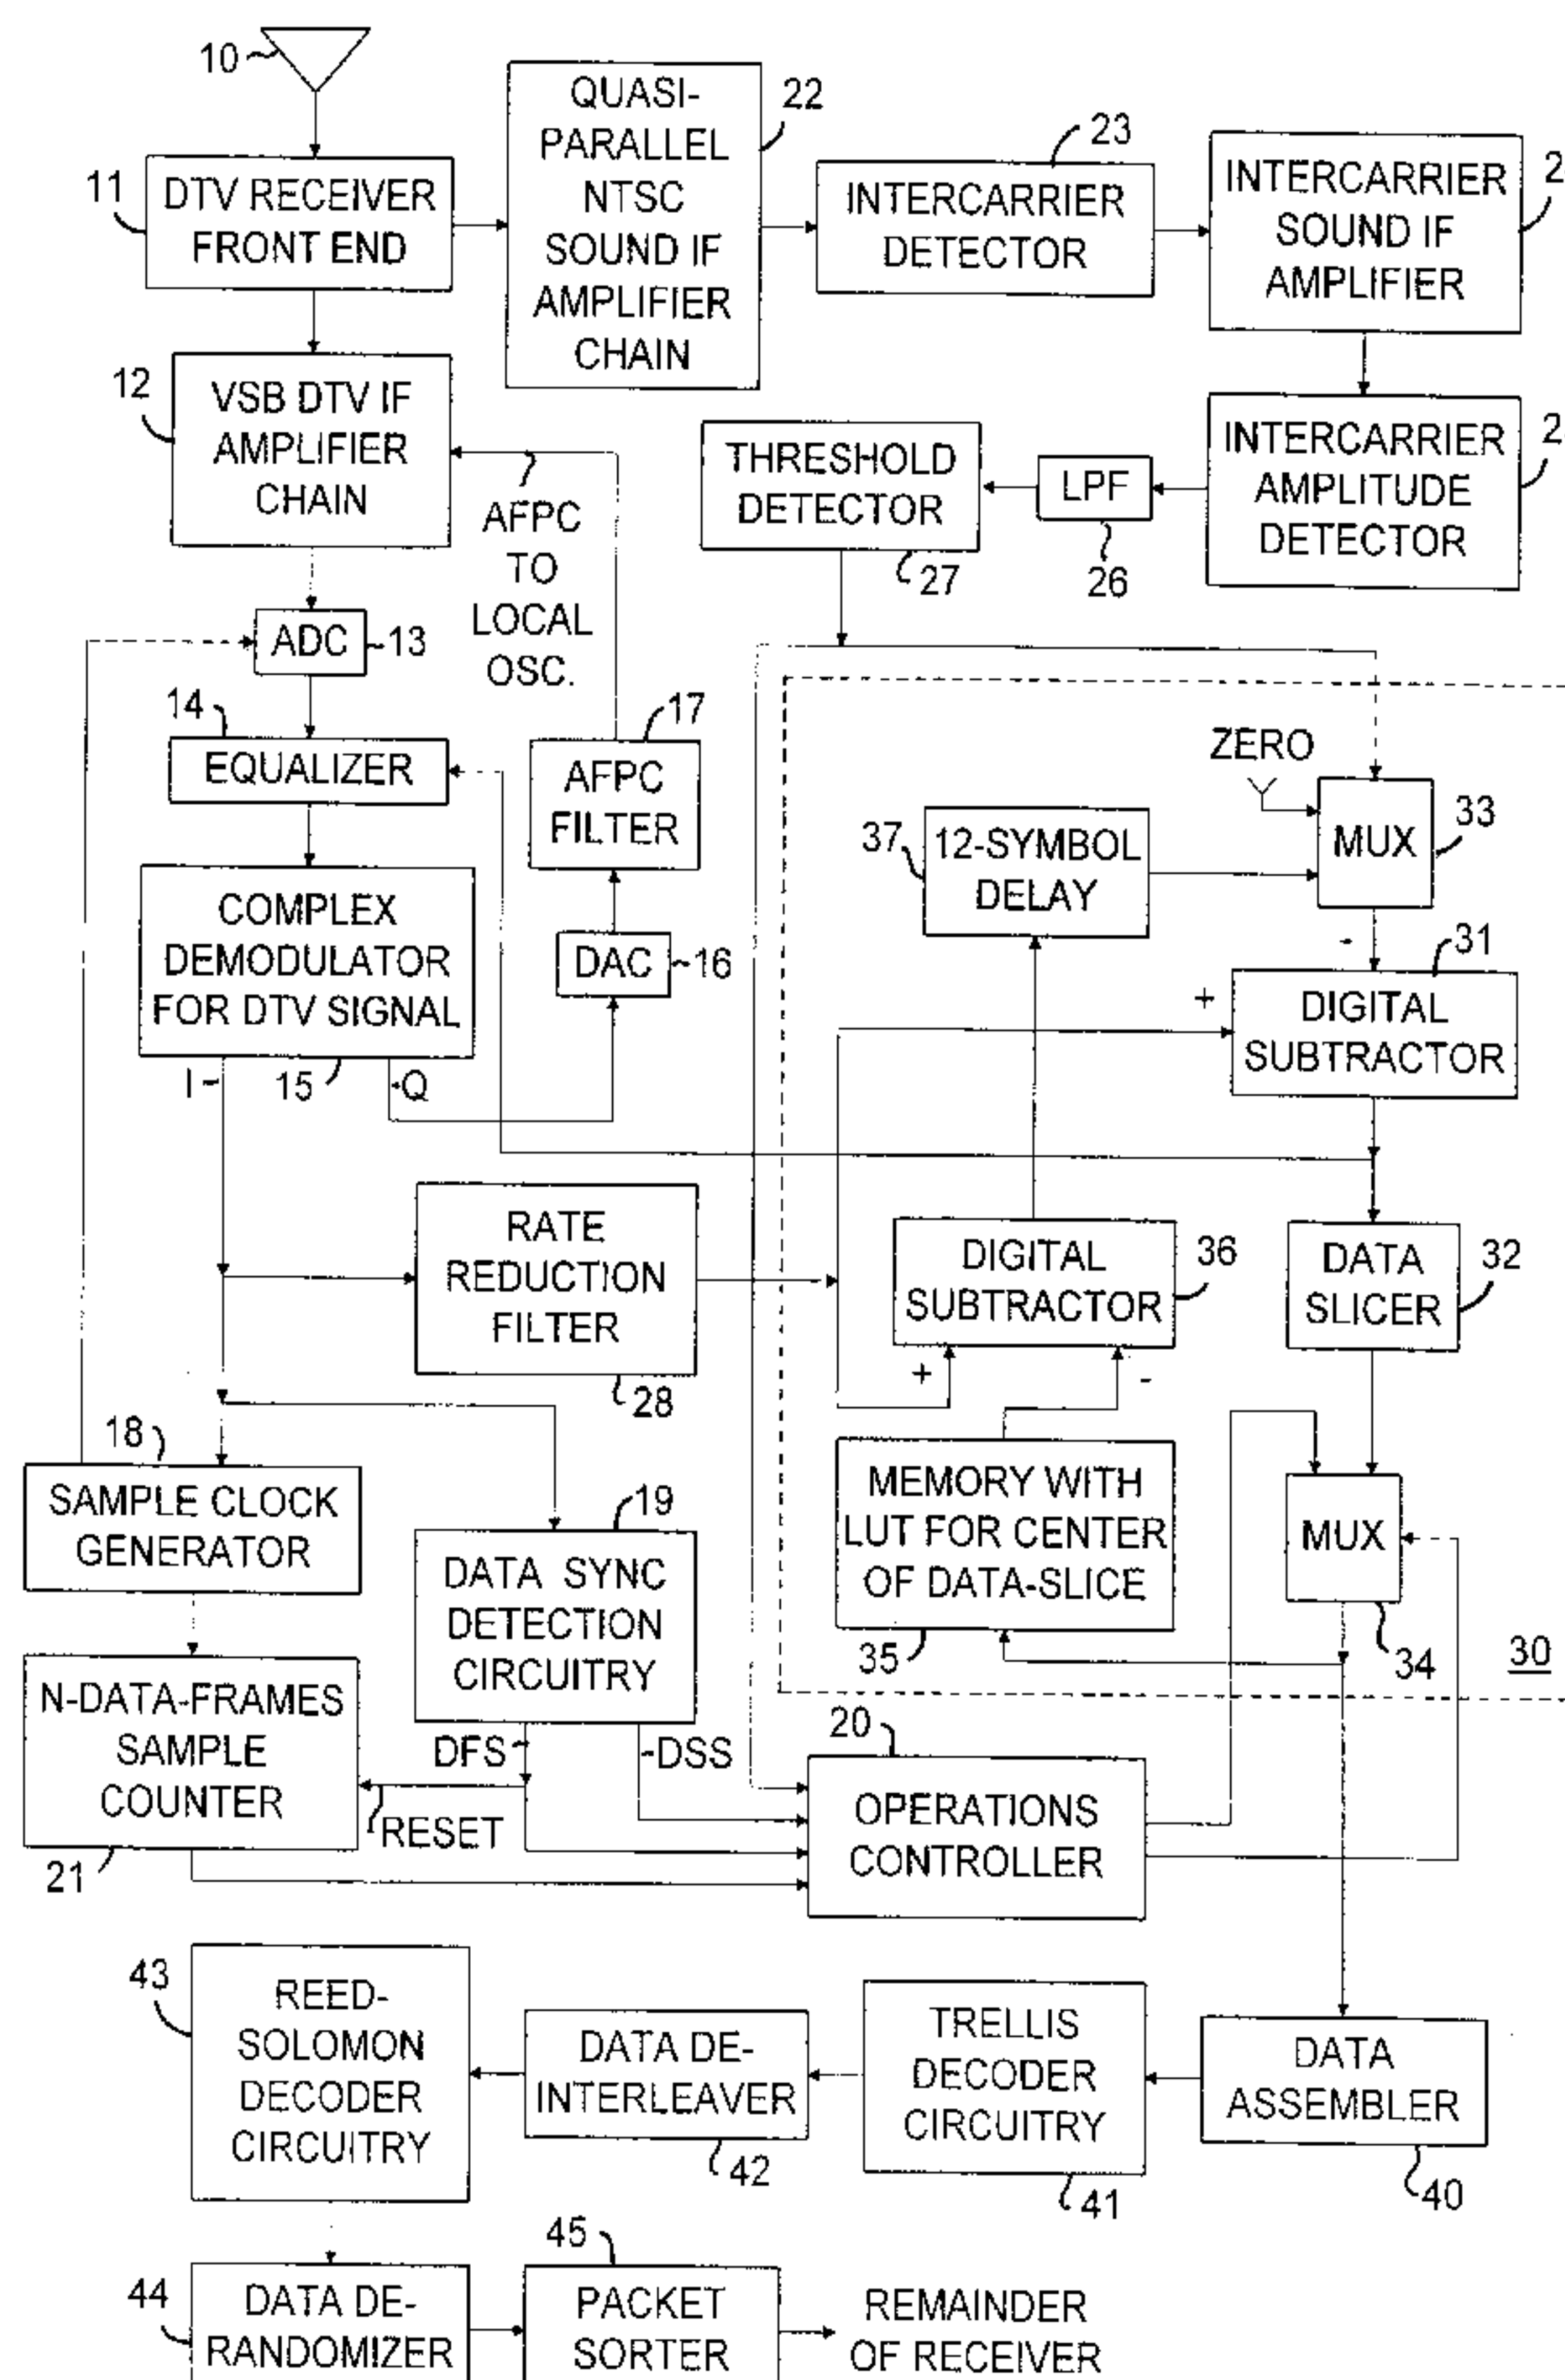 10
11
DTV RECEIVER
FRONT END
QUASI-
PARALLEL
NTSC
SOUND IF
AMPLIFIER
CHAIN
22
23
INTERCARRIER
DETECTOR
INTERCARRIER
SOUND IF
AMPLIFIER
2
12
VSB DTV IF
AMPLIFIER
CHAIN
AFPC
TO
LOCAL
OSC.
THRESHOLD
DETECTOR
27
LPF
26
INTERCARRIER
AMPLITUDE
DETECTOR
2
ADC
13
14
EQUALIZER
17
AFPC
FILTER
ZERO
MUX
33
37
12-SYMBOL
DELAY
COMPLEX
DEMODULATOR
FOR DTV SIGNAL
I
15
Q
DAC
16
-
31
+
DIGITAL
SUBTRACTOR
RATE
REDUCTION
FILTER
28
DIGITAL
SUBTRACTOR
36
+
-
DATA
SLICER
32
18
SAMPLE CLOCK
GENERATOR
19
DATA SYNC
DETECTION
CIRCUITRY
MEMORY WITH
LUT FOR CENTER
OF DATA-SLICE
35
MUX
34
30
N-DATA-FRAMES
SAMPLE
COUNTER
21
DFS
DSS
RESET
20
OPERATIONS
CONTROLLER
43
REED-
SOLOMON
DECODER
CIRCUITRY
DATA DE-
INTERLEAVER
42
TRELLIS
DECODER
CIRCUITRY
41
DATA
ASSEMBLER
40
44
DATA DE-
RANDOMIZER
45
PACKET
SORTER
REMAINDER
OF RECEIVER